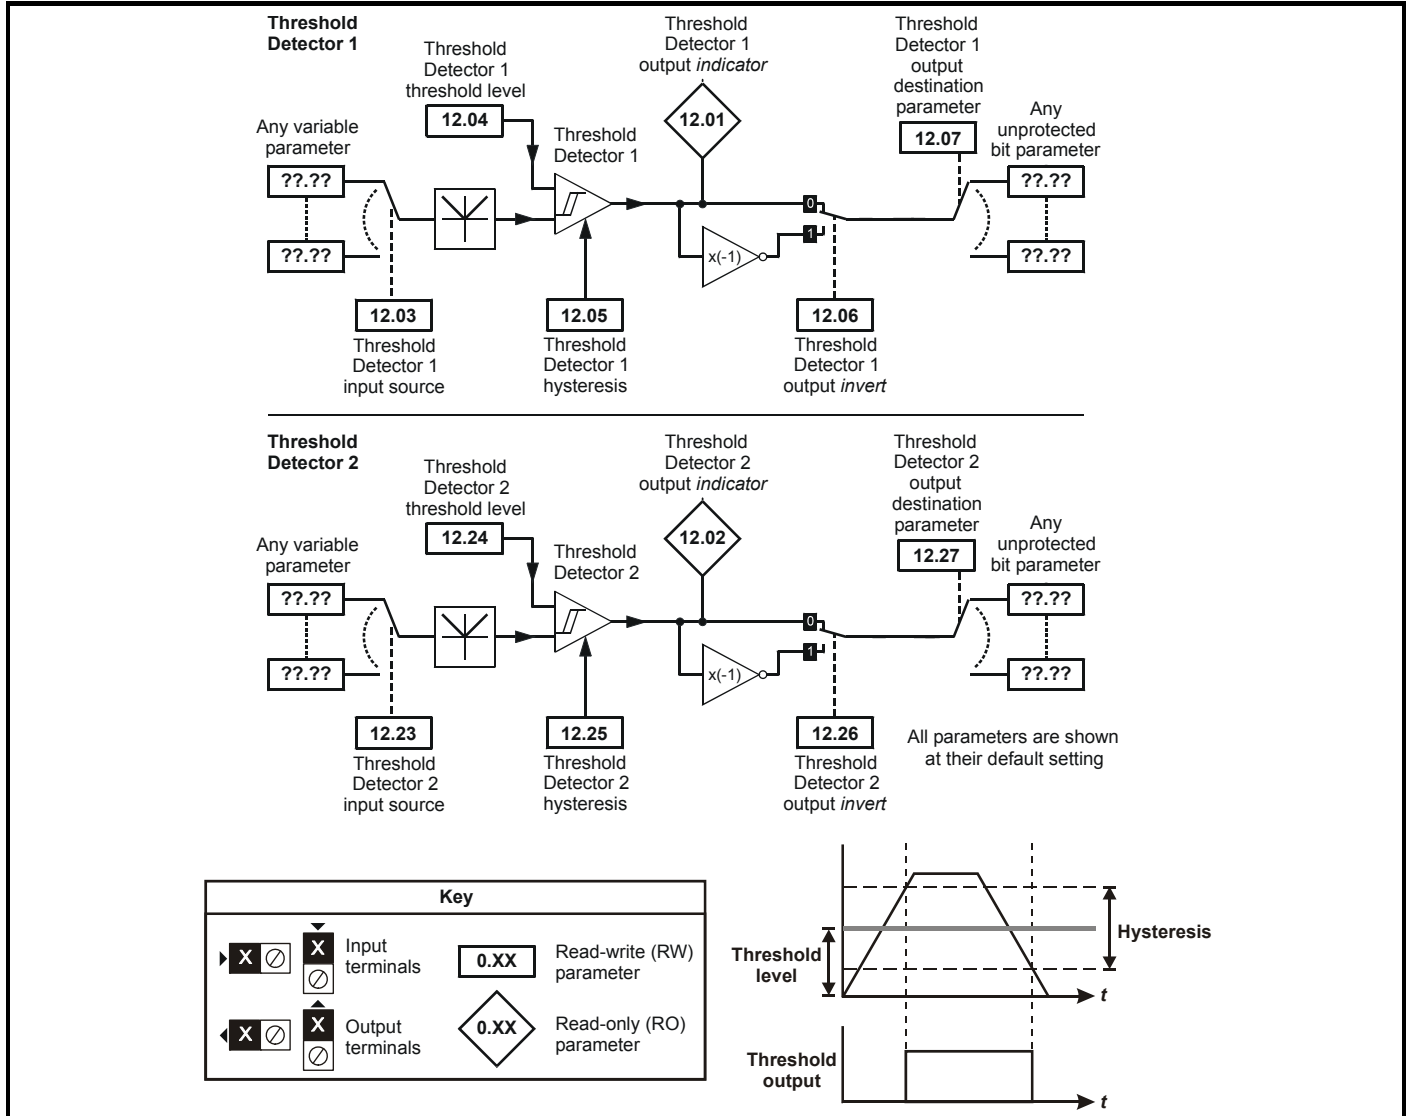 Threshold
Detector 1
Threshold
Detector 1
threshold level
12.04
Threshold
Detector 1
output indicator
12.01
Threshold
Detector 1
output
destination
parameter
12.07
Any variable
parameter
??.??
??.??
Threshold
Detector 1
Any
unprotected
bit parameter
??.??
??.??
0
1
x(-1)
12.03
Threshold
Detector 1
input source
12.05
Threshold
Detector 1
hysteresis
12.06
Threshold
Detector 1
output invert
Threshold
Detector 2
Threshold
Detector 2
threshold level
12.24
Threshold
Detector 2
output indicator
12.02
Threshold
Detector 2
output
destination
parameter
12.27
Any variable
parameter
??.??
??.??
Threshold
Detector 2
Any
unprotected
bit parameter
??.??
??.??
0
1
x(-1)
12.23
Threshold
Detector 2
input source
12.25
Threshold
Detector 2
hysteresis
12.26
Threshold
Detector 2
output invert
All parameters are shown
at their default setting
Key
X
X
Input
terminals
0.XX
Read-write (RW)
parameter
X
X
Output
terminals
0.XX
Read-only (RO)
parameter
Threshold
level
Hysteresis
t
Threshold
output
t